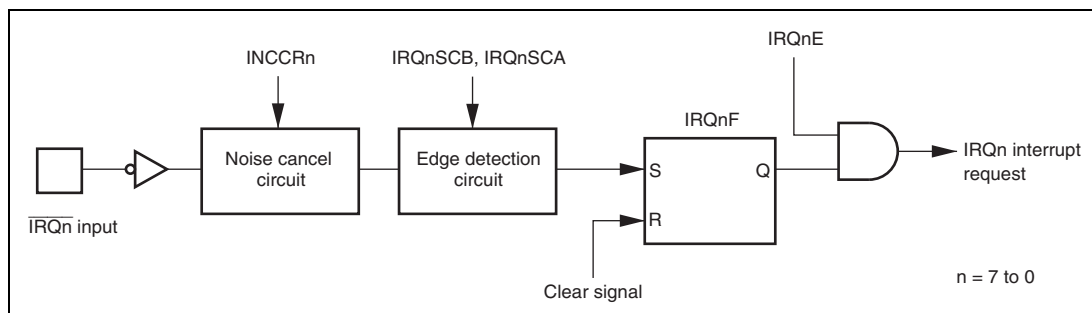 IRQnE
INCCRn
IRQnSCB, IRQnSCA
IRQnF
Noise cancel
circuit
Edge detection
circuit
S
Q
IRQn interrupt
request
IRQn input
R
Clear signal
n = 7 to 0